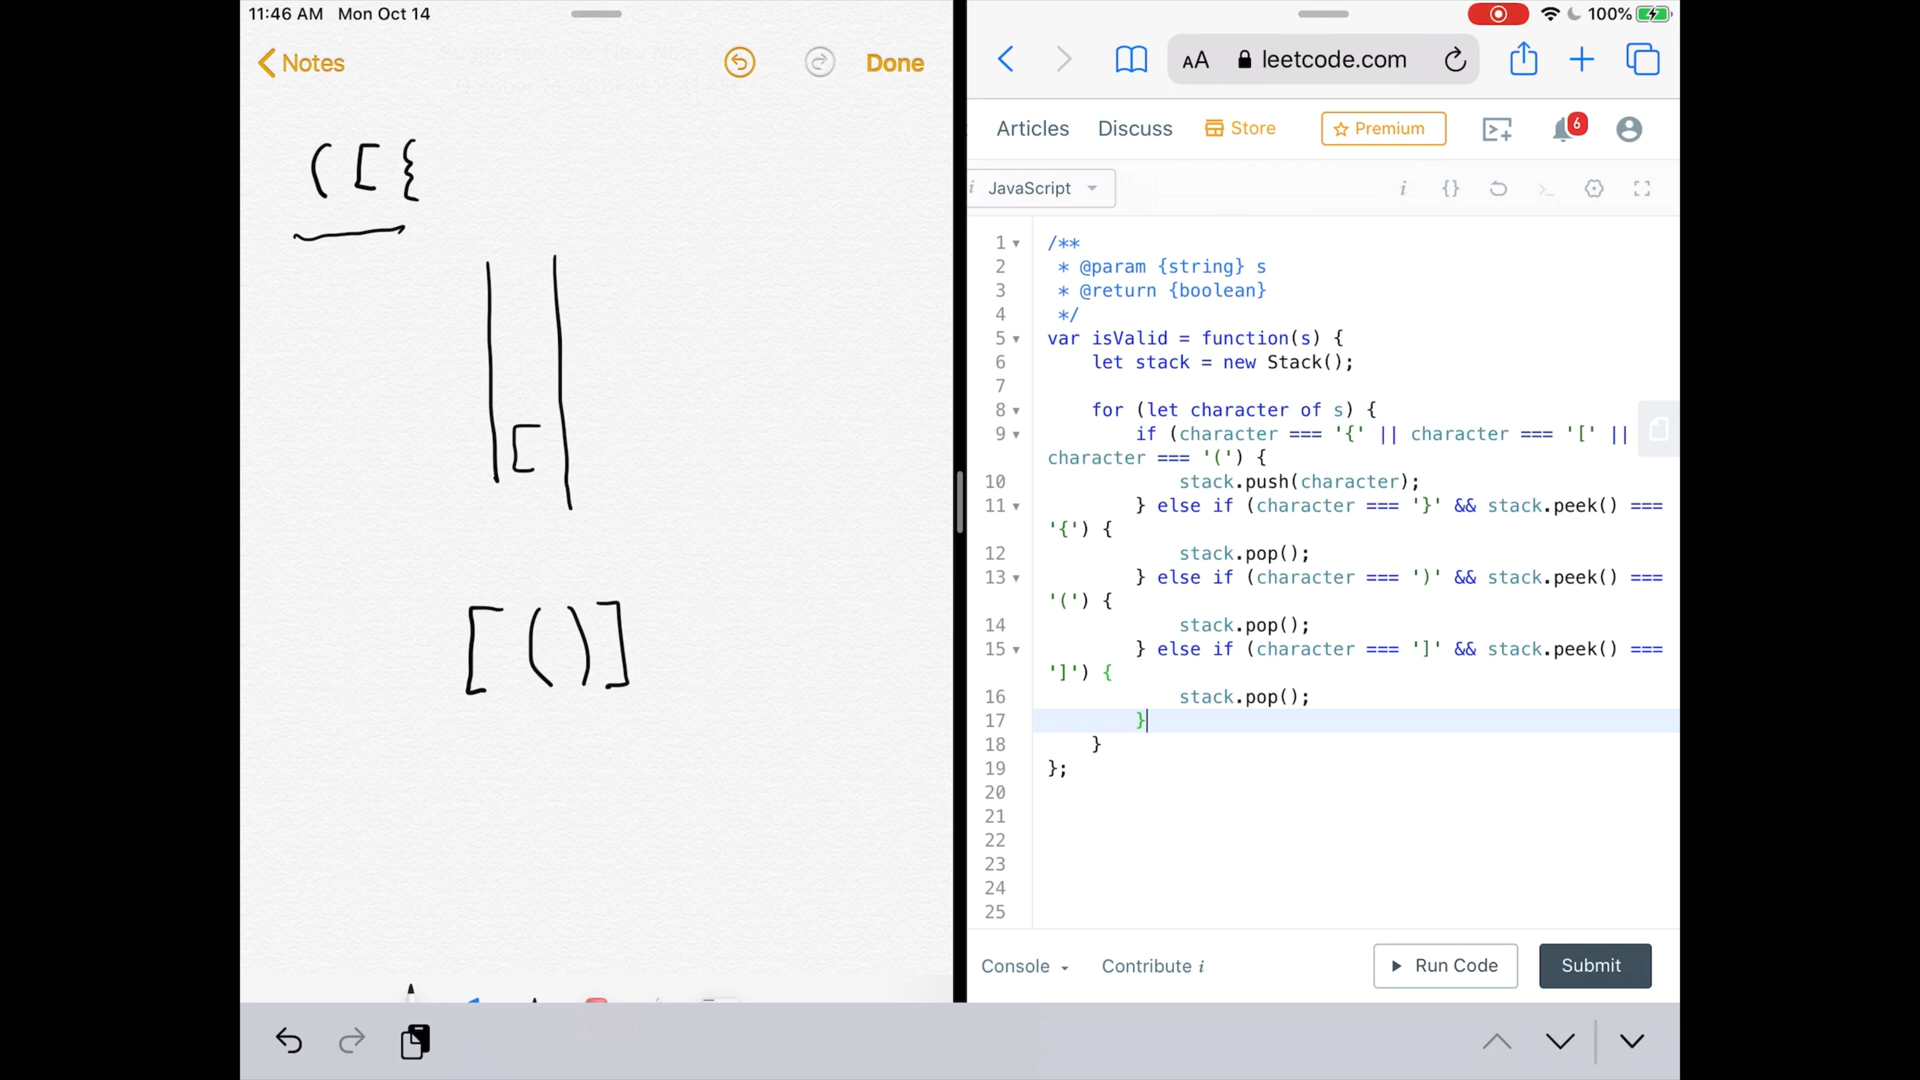 11:46 AM Mon Oct 14
100%
Notes
Done
( [ {
[
[ ( ) ]
AA leetcode.com
Articles Discuss Store Premium 6
JavaScript
1 /**
2 * @param {string} s
3 * @return {boolean}
4 */
5 var isValid = function(s) {
6 let stack = new Stack();
7
8 for (let character of s) {
9 if (character === '{' || character === '[' ||
character === '(') {
10 stack.push(character);
11 } else if (character === '}' && stack.peek() ===
'{') {
12 stack.pop();
13 } else if (character === ')' && stack.peek() ===
'(') {
14 stack.pop();
15 } else if (character === ']' && stack.peek() ===
']') {
16 stack.pop();
17 }
18 }
19 };
20
21
22
23
24
25
Console Contribute i Run Code Submit